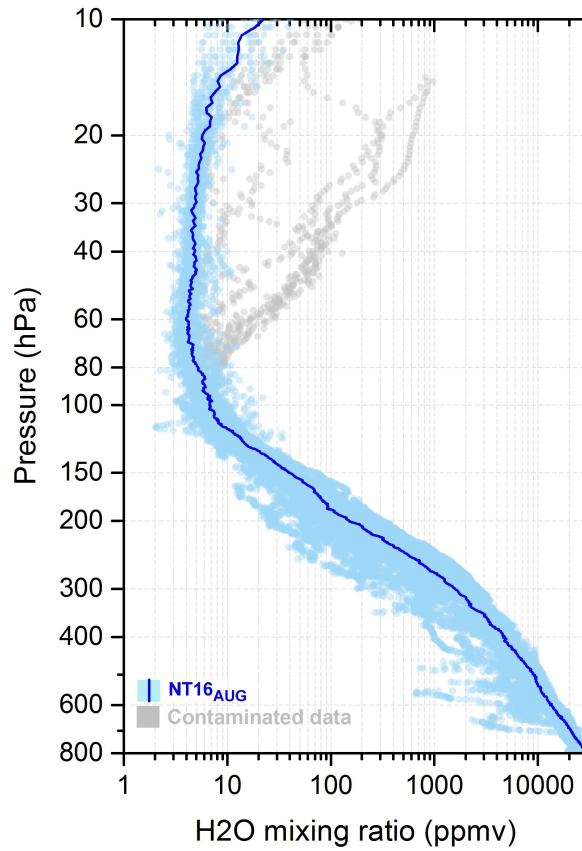 10
20
30
40
60
80
100
150
200
300
400
600
800
Pressure (hPa)
NT16AUG
Contaminated data
1 10 100 1000 10000
H2O mixing ratio (ppmv)